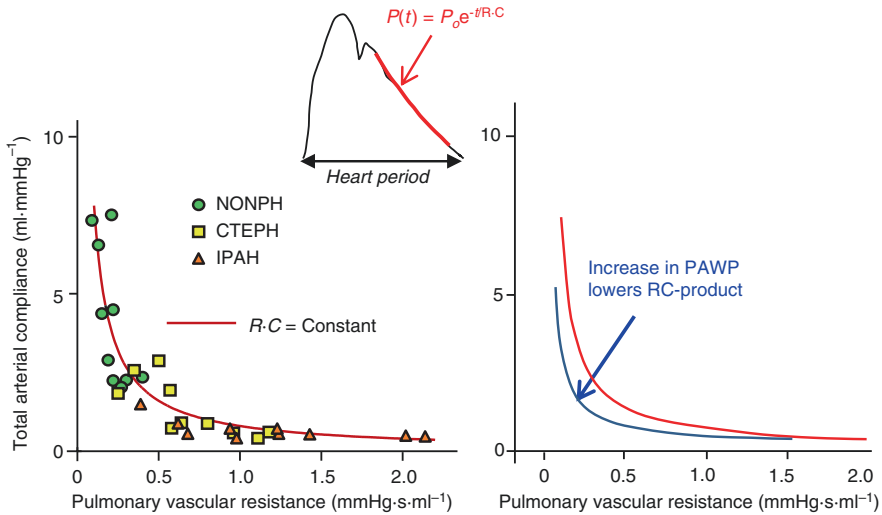 P(t) = Pₒe⁻ᵗ/ᴿ·ᶜ
Heart period
Total arterial compliance (ml·mmHg⁻¹)
10
5
0
NONPH
CTEPH
IPAH
R·C = Constant
0
0.5
1.0
1.5
2.0
Pulmonary vascular resistance (mmHg·s·ml⁻¹)
10
5
0
Increase in PAWP
lowers RC-product
0
0.5
1.0
1.5
2.0
Pulmonary vascular resistance (mmHg·s·ml⁻¹)